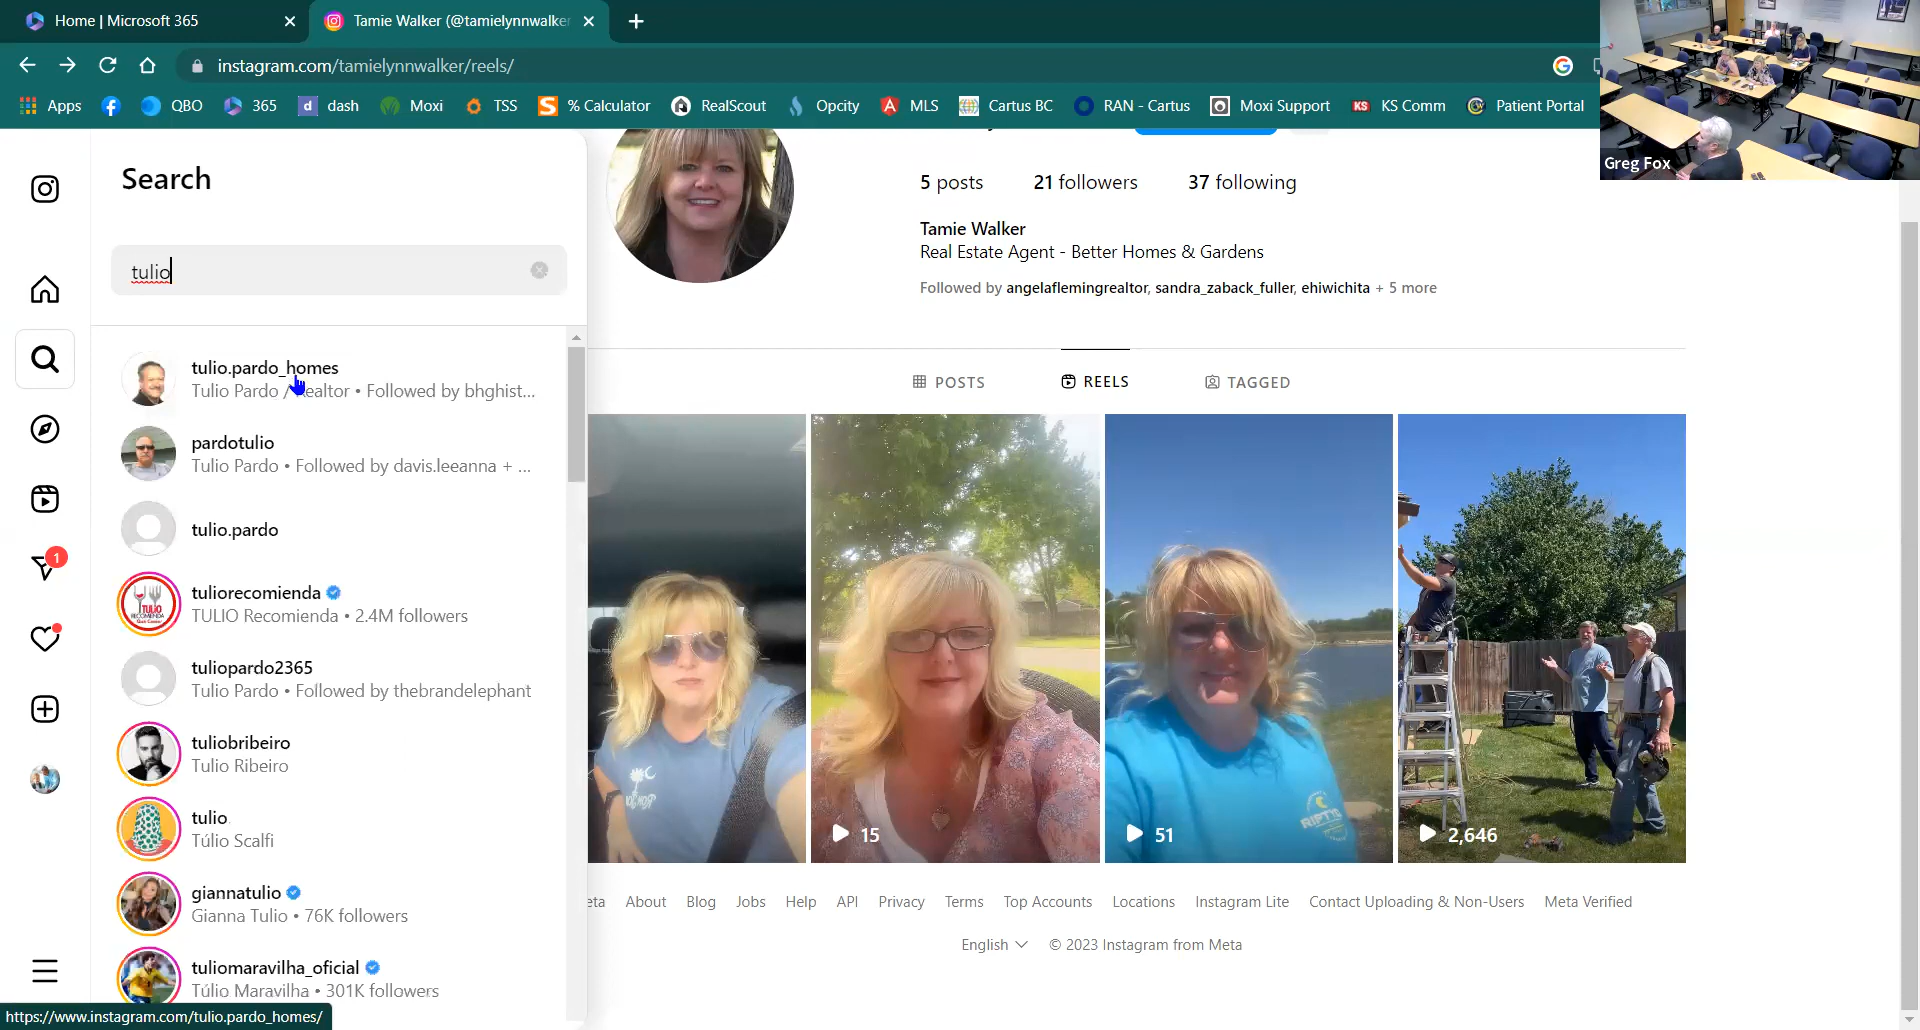 Home | Microsoft 365
Tamie Walker (@tamielynnwalker
instagram.com/tamielynnwalker/reels/
Apps
QBO
365
dash
Moxi
TSS
% Calculator
RealScout
Opcity
MLS
Cartus BC
RAN - Cartus
Moxi Support
KS Comm
Patient Portal
Greg Fox
Search
tulio
tulio.pardo_homes
Tulio Pardo / Realtor • Followed by bhghist...
pardotulio
Tulio Pardo • Followed by davis.leeanna + ...
tulio.pardo
tuliorecomienda
TULIO Recomienda • 2.4M followers
tuliopardo2365
Tulio Pardo • Followed by thebrandelephant
tuliobribeiro
Tulio Ribeiro
tulio
Túlio Scalfi
giannatulio
Gianna Tulio • 76K followers
tuliomaravilha_oficial
Túlio Maravilha • 301K followers
1
https://www.instagram.com/tulio.pardo_homes/
5 posts 21 followers 37 following
Tamie Walker
Real Estate Agent - Better Homes & Gardens
Followed by angelaflemingrealtor, sandra_zaback_fuller, ehiwichita + 5 more
POSTS
REELS
TAGGED
15
51
2,646
eta About Blog Jobs Help API Privacy Terms Top Accounts Locations Instagram Lite Contact Uploading & Non-Users Meta Verified
English © 2023 Instagram from Meta